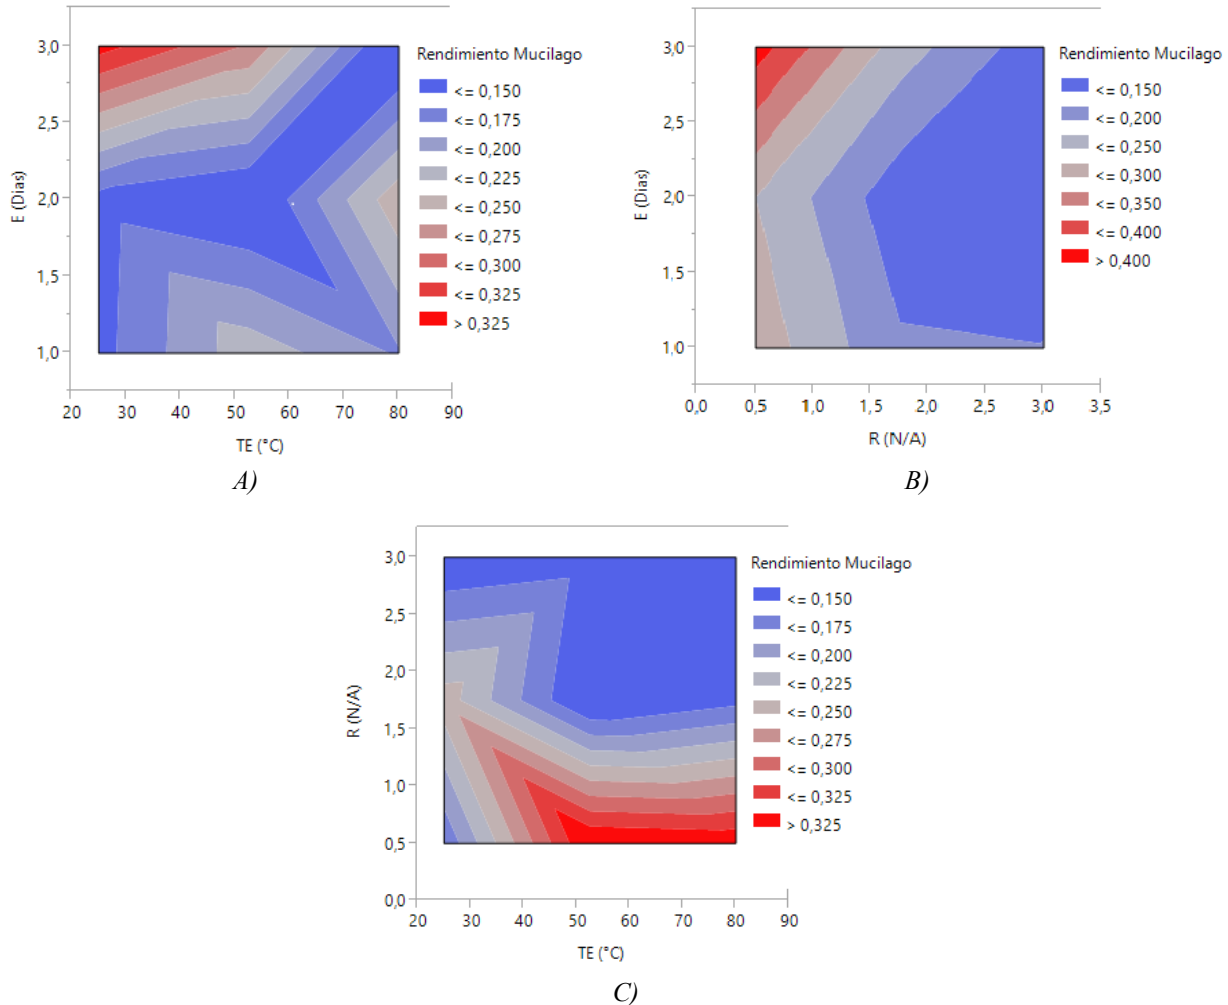 3,0
2,5
2,0
1,5
1,0
E (Dias)
20 30 40 50 60 70 80 90
TE (°C)
Rendimiento Mucilago
<= 0,150
<= 0,175
<= 0,200
<= 0,225
<= 0,250
<= 0,275
<= 0,300
<= 0,325
> 0,325
A)
3,0
2,5
2,0
1,5
1,0
E (Dias)
0,0 0,5 1,0 1,5 2,0 2,5 3,0 3,5
R (N/A)
Rendimiento Mucilago
<= 0,150
<= 0,200
<= 0,250
<= 0,300
<= 0,350
<= 0,400
> 0,400
B)
3,0
2,5
2,0
1,5
1,0
0,5
0,0
R (N/A)
20 30 40 50 60 70 80 90
TE (°C)
Rendimiento Mucilago
<= 0,150
<= 0,175
<= 0,200
<= 0,225
<= 0,250
<= 0,275
<= 0,300
<= 0,325
> 0,325
C)